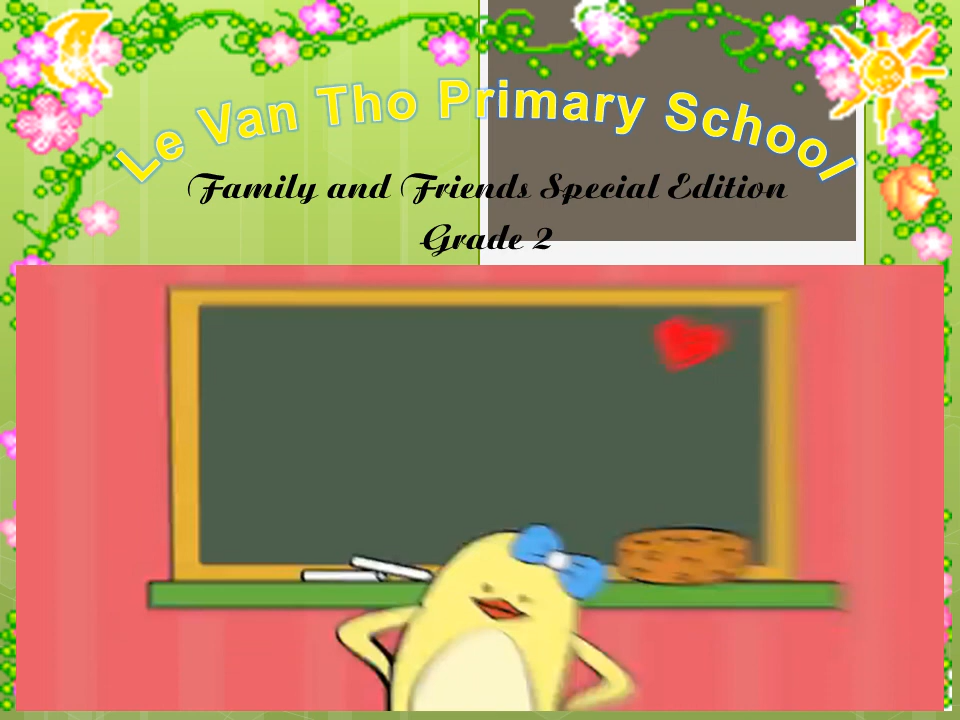 Le Van Tho Primary School
Family and Friends Special Edition
Grade 2